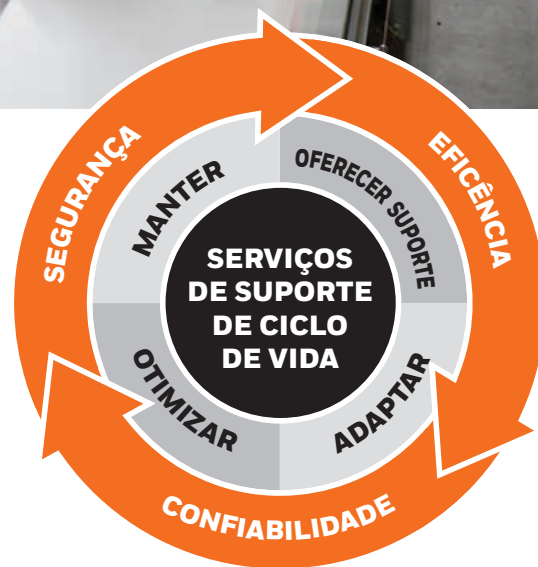 SEGURANÇA
EFICÊNCIA
CONFIABILIDADE
MANTER
OFERECER SUPORTE
ADAPTAR
OTIMIZAR
SERVIÇOS
DE SUPORTE
DE CICLO
DE VIDA